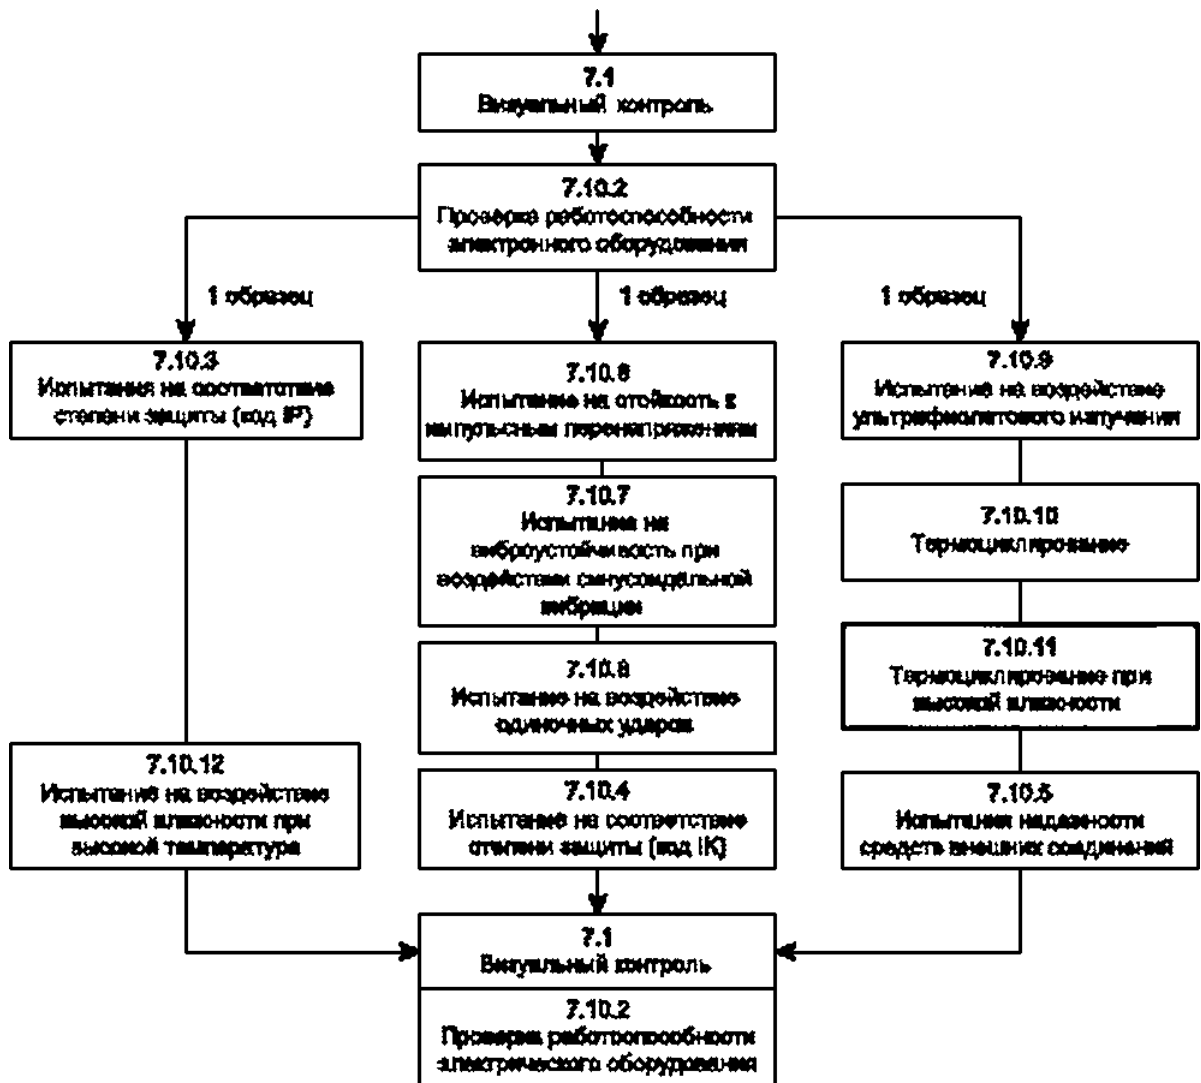 7.1
Визуальный контроль
7.10.2
Проверка работоспособности
электронного оборудования
1 образец
1 образец
1 образец
7.10.3
Испытания на соответствие
степени защиты (код IP)
7.10.12
Испытание на воздействие
высокой влажности при
высокой температуре
7.10.6
Испытание на стойкость к
импульсным перенапряжениям
7.10.7
Испытание на
виброустойчивость при
воздействии синусоидальной
вибрации
7.10.8
Испытание на воздействие
одиночных ударов
7.10.4
Испытание на соответствие
степени защиты (код IK)
7.10.9
Испытание на воздействие
ультрафиолетового излучения
7.10.10
Термоциклирование
7.10.11
Термоциклирование при
высокой влажности
7.10.5
Испытания надежности
средств внешних соединений
7.1
Визуальный контроль
7.10.2
Проверка работоспособности
электрического оборудования